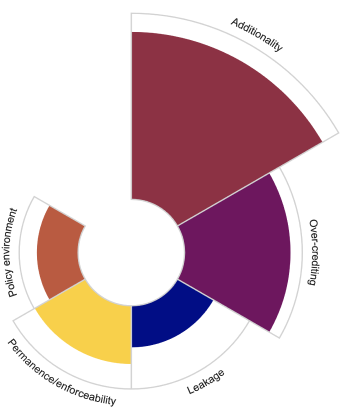 Additionality
Over-crediting
Leakage
Permanence/enforceability
Policy environment